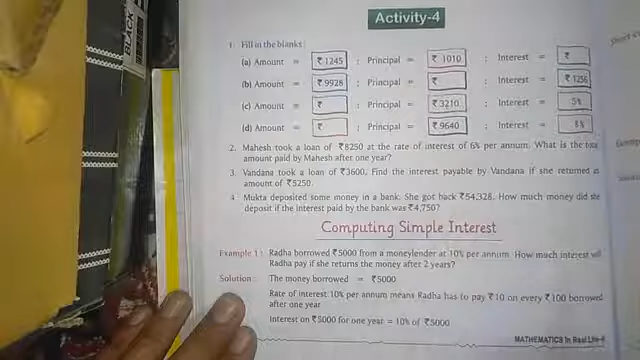 BLACK
Activity-4
1. Fill in the blanks:
(a) Amount = ₹ 1245 ; Principal = ₹ 1010 ; Interest = ₹
(b) Amount = ₹ 9928 ; Principal = ₹ ; Interest = ₹ 1256
(c) Amount = ₹ ; Principal = ₹ 3210 ; Interest = 5%
(d) Amount = ₹ ; Principal = ₹ 9640 ; Interest = 8%
2. Mahesh took a loan of ₹8250 at the rate of interest of 6% per annum. What is the total
amount paid by Mahesh after one year?
3. Vandana took a loan of ₹3600. Find the interest payable by Vandana if she returned an
amount of ₹5250.
4. Mukta deposited some money in a bank. She got back ₹54,328. How much money did she
deposit if the interest paid by the bank was ₹4,750?
Computing Simple Interest
Example 1: Radha borrowed ₹5000 from a moneylender at 10% per annum. How much interest will
Radha pay if she returns the money after 2 years?
Solution: The money borrowed = ₹5000
Rate of interest 10% per annum means Radha has to pay ₹10 on every ₹100 borrowed
after one year
Interest on ₹5000 for one year = 10% of ₹5000
MATHEMATICS In Real Life-6